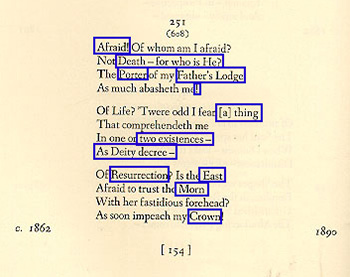 251
(608)
Afraid! Of whom am I afraid?
Not Death – for who is He?
The Porter of my Father's Lodge
As much abasheth me!
Of Life? 'Twere odd I fear [a] thing
That comprehendeth me
In one or two existences –
As Deity decree –
Of Resurrection? Is the East
Afraid to trust the Morn
With her fastidious forehead?
As soon impeach my Crown!
c. 1862
1890
[ 154 ]